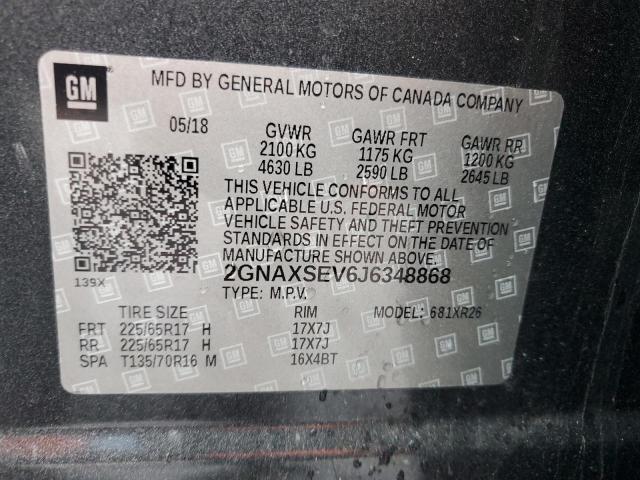 GM
MFD BY GENERAL MOTORS OF CANADA COMPANY
05/18 GVWR GAWR FRT GAWR RR
2100 KG 1175 KG 1200 KG
4630 LB 2590 LB 2645 LB
THIS VEHICLE CONFORMS TO ALL
APPLICABLE U.S. FEDERAL MOTOR
VEHICLE SAFETY AND THEFT PREVENTION
STANDARDS IN EFFECT ON THE DATE OF
MANUFACTURE SHOWN ABOVE.
2GNAXSEV6J6348868
139X
TYPE: M.P.V. MODEL: 681XR26
TIRE SIZE RIM
FRT 225/65R17 H 17X7J
RR 225/65R17 H 17X7J
SPA T135/70R16 M 16X4BT